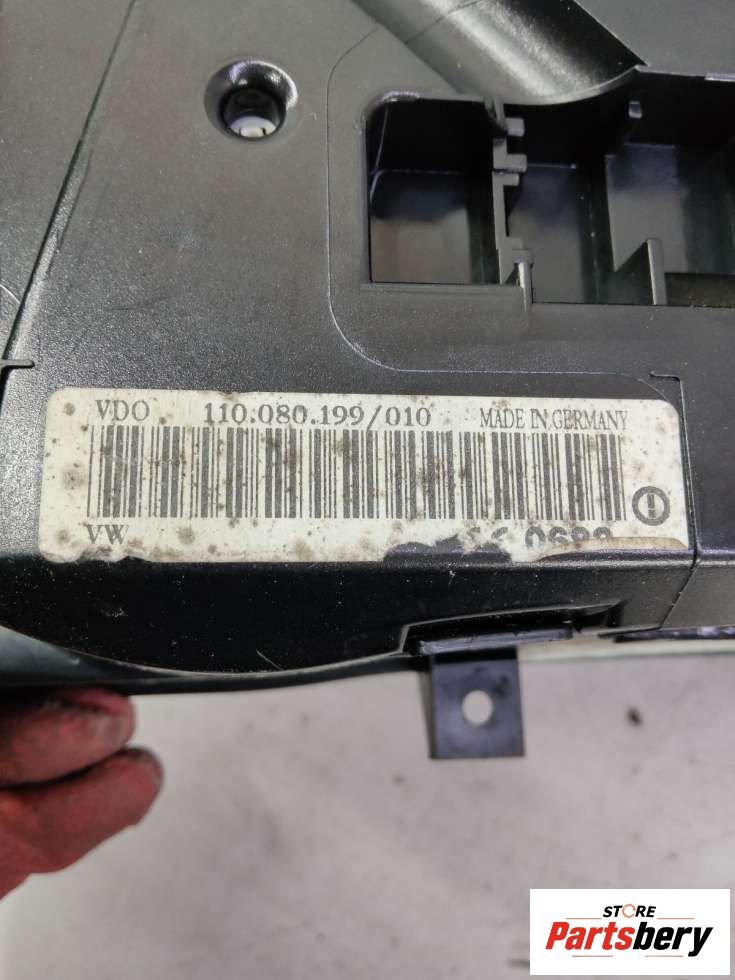 VDO 110.080.199/010 MADE IN GERMANY
VW
STORE
Partsbery